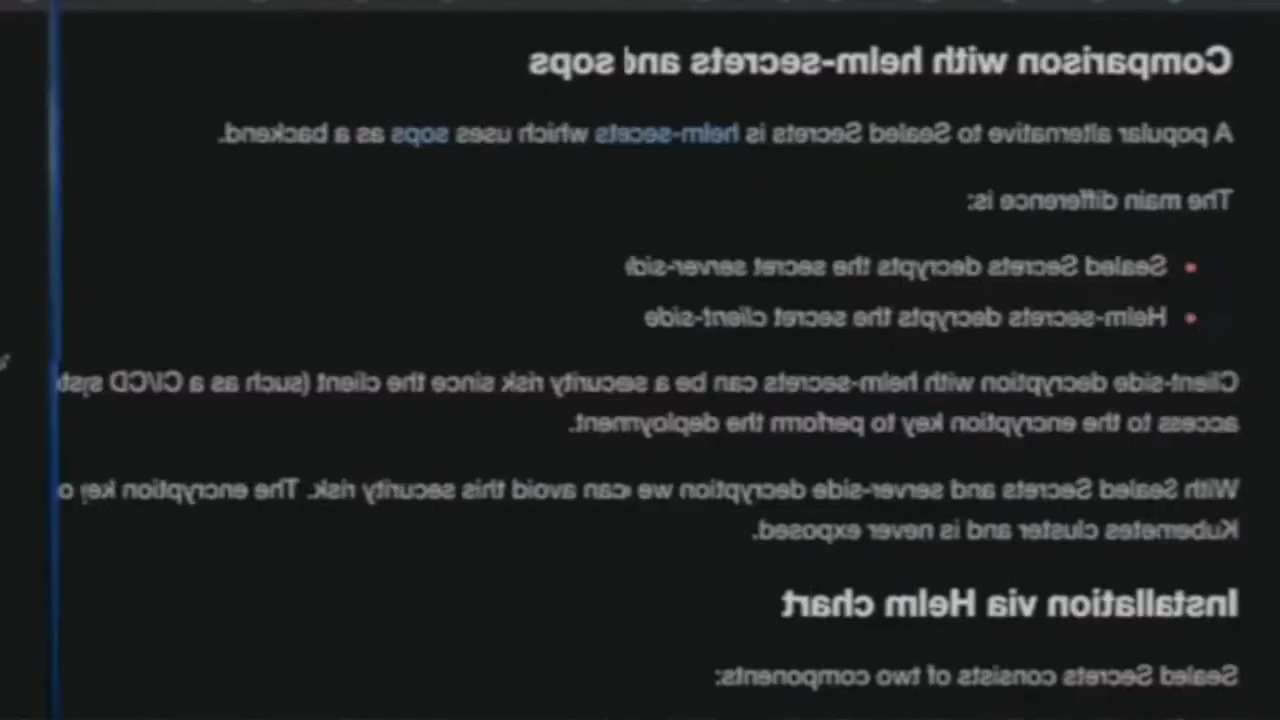 Comparison with helm-secrets and sops
A popular alternative to Sealed Secrets is helm-secets which uses sops as a backend.
The main difference is:
Sealed Secrets decrypts the secret server-sid
Helm-secrets decrypts the secret client-side
Client-side decryption with helm-secrets can be a security risk since the client (such as a CI/CD syst
access to the encryption key to perform the deployment.
With Sealed Secrets and server-side decryption we can avoid this security risk. The encryption key o
Kubernetes cluster and is never exposed.
Installation via Helm chart
Sealed Secrets consists of two components: